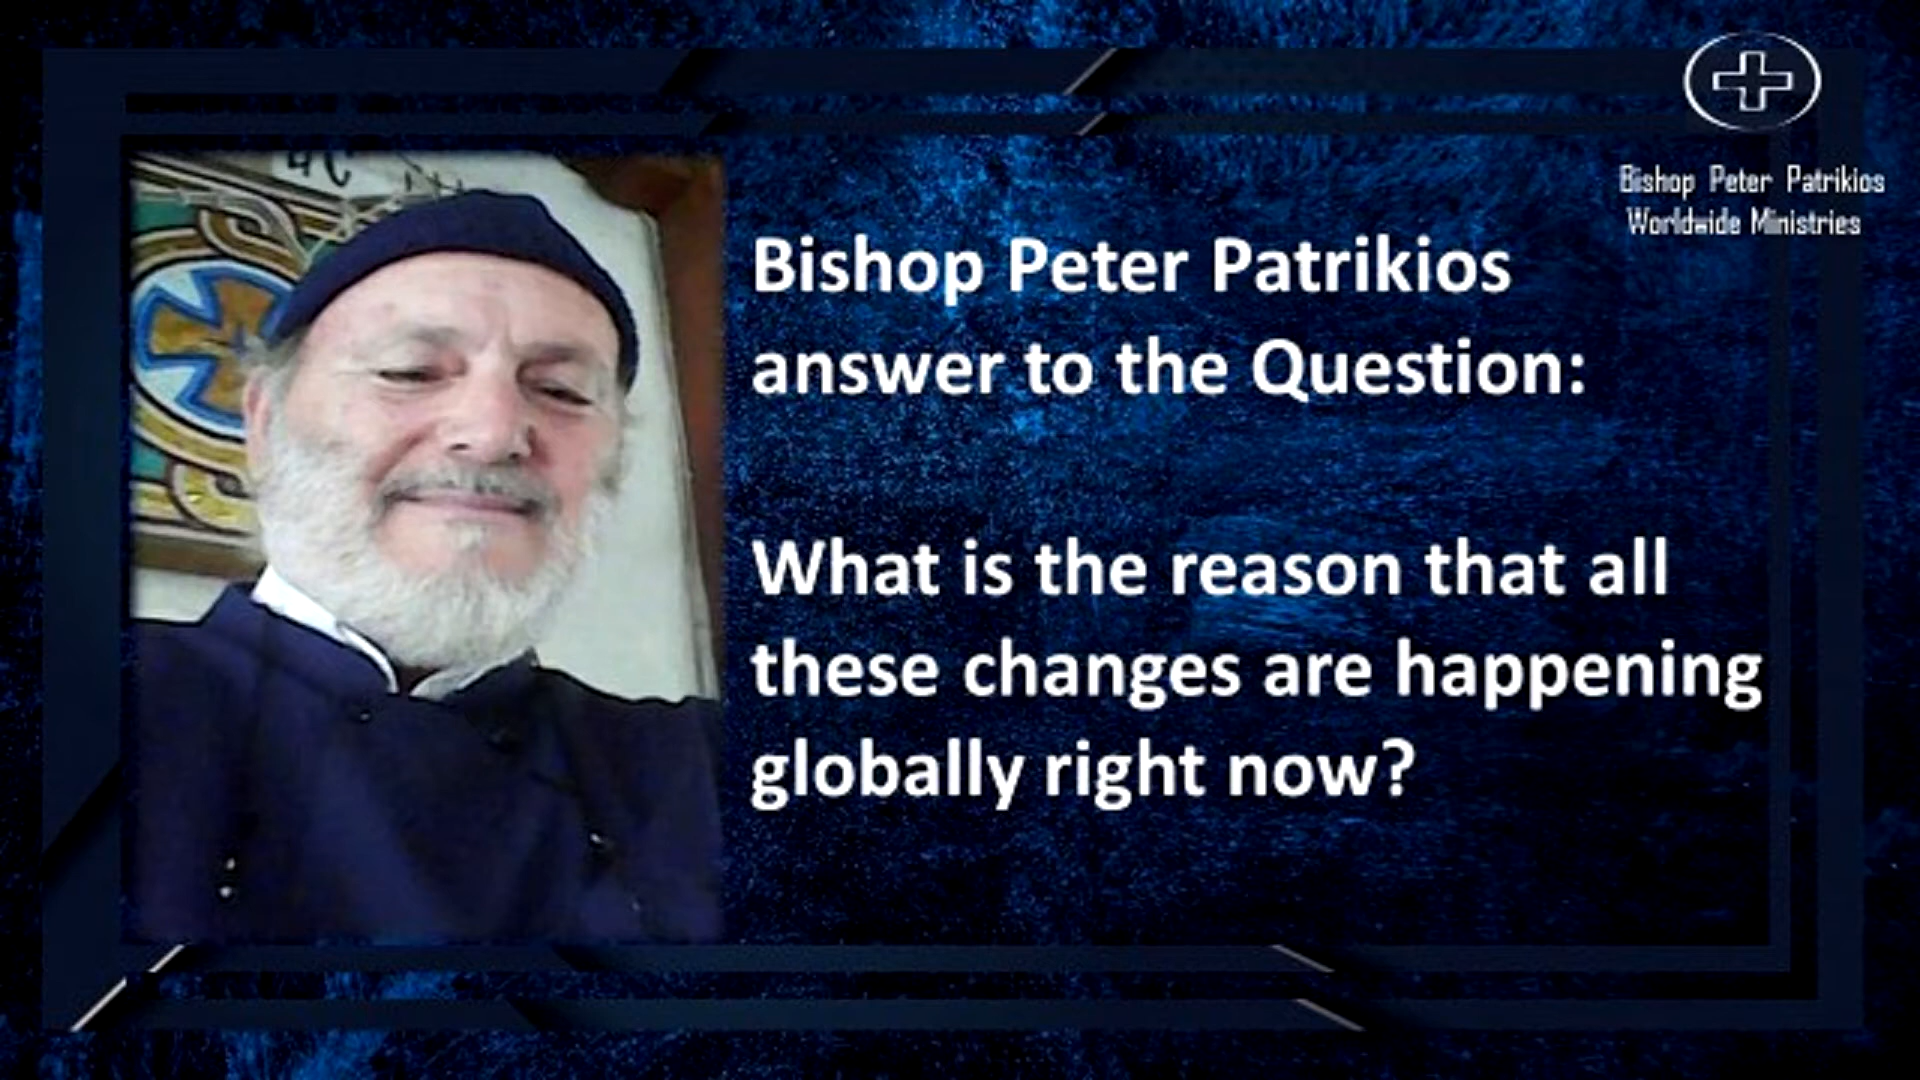 Bishop Peter Patrikios
Worldwide Ministries
Bishop Peter Patrikios
answer to the Question:
What is the reason that all
these changes are happening
globally right now?